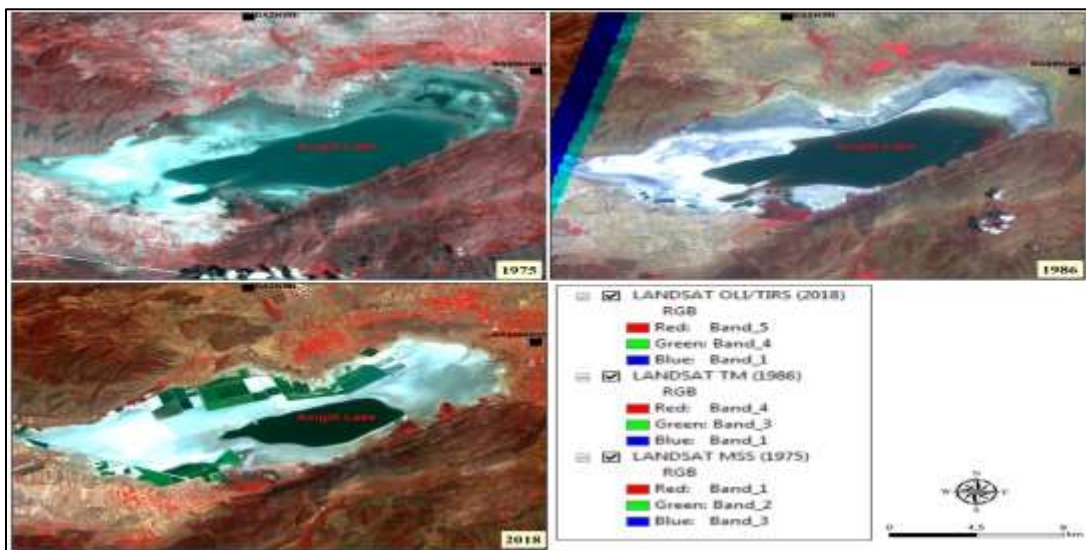 1975
1986
2018
LANDSAT OLI/TIRS (2018)
RGB
Red: Band_5
Green: Band_4
Blue: Band_1
LANDSAT TM (1986)
RGB
Red: Band_4
Green: Band_3
Blue: Band_1
LANDSAT MSS (1975)
RGB
Red: Band_1
Green: Band_2
Blue: Band_3
N
W
E
S
0
4.5
9
km